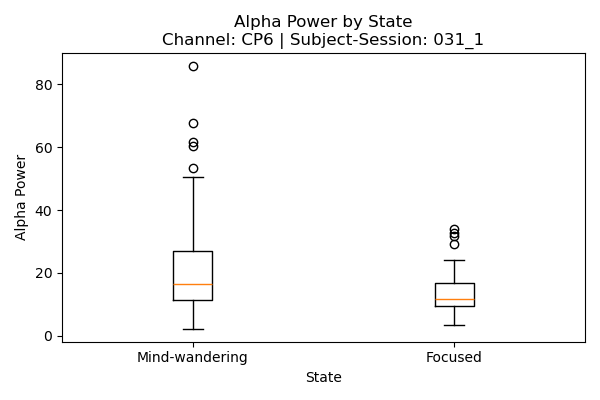 Alpha Power by State
Channel: CP6 | Subject-Session: 031_1
Alpha Power
80
60
40
20
0
Mind-wandering
Focused
State